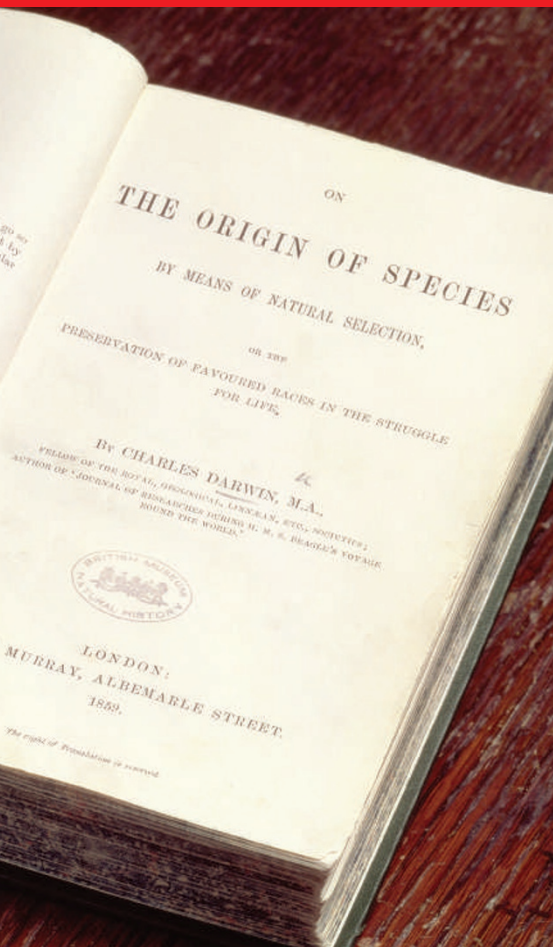 go so
by
ON
THE ORIGIN OF SPECIES
BY MEANS OF NATURAL SELECTION,
OR THE
PRESERVATION OF FAVOURED RACES IN THE STRUGGLE
FOR LIFE.
By CHARLES DARWIN, M.A.,
FELLOW OF THE ROYAL, GEOLOGICAL, LINNÆAN, ETC., SOCIETIES;
AUTHOR OF 'JOURNAL OF RESEARCHES DURING H. M. S. BEAGLE'S VOYAGE
ROUND THE WORLD.'
BRITISH MUSEUM
NATURAL HISTORY
LONDON:
MURRAY, ALBEMARLE STREET.
1859.
The right of Translation is reserved.